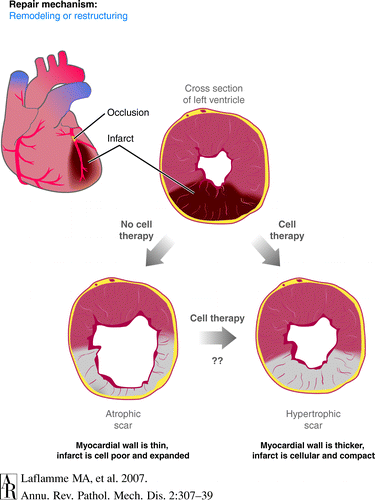 Repair mechanism:
Remodeling or restructuring
Cross section
of left ventricle
Occlusion
Infarct
No cell
therapy
Cell
therapy
Cell therapy
??
Atrophic
scar
Hypertrophic
scar
Myocardial wall is thin,
infarct is cell poor and expanded
Myocardial wall is thicker,
infarct is cellular and compact
AR Laflamme MA, et al. 2007.
Annu. Rev. Pathol. Mech. Dis. 2:307–39